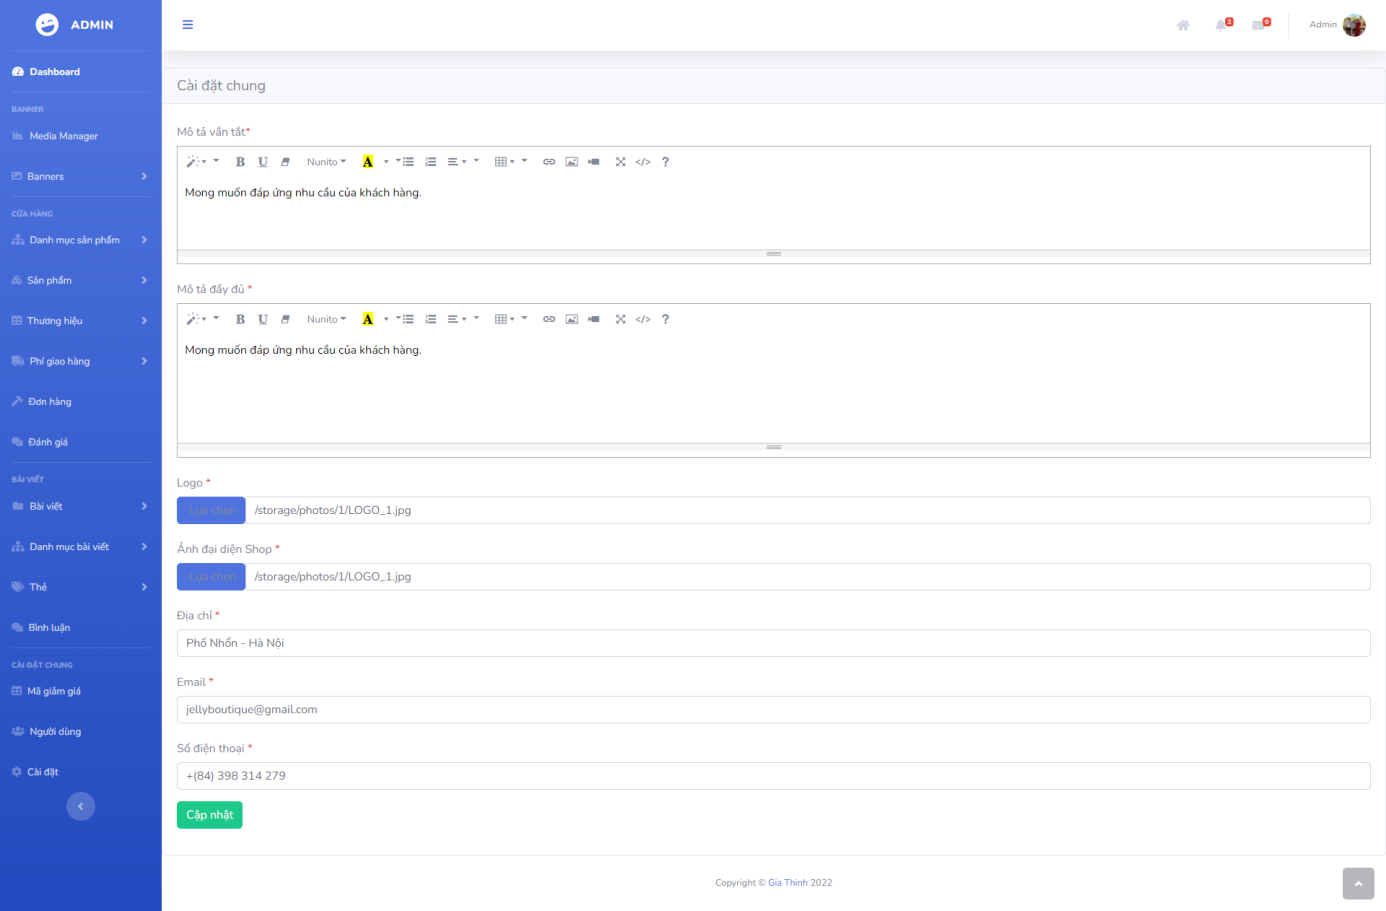 ADMIN
Dashboard
BANNER
Media Manager
Banners
CỬA HÀNG
Danh mục sản phẩm
Sản phẩm
Thương hiệu
Phí giao hàng
Đơn hàng
Đánh giá
BÀI VIẾT
Bài viết
Danh mục bài viết
Thẻ
Bình luận
CÀI ĐẶT CHUNG
Mã giảm giá
Người dùng
Cài đặt
2
0
Admin
Cài đặt chung
Mô tả vắn tắt*
B U Nunito A </> ?
Mong muốn đáp ứng nhu cầu của khách hàng.
Mô tả đầy đủ *
B U Nunito A </> ?
Mong muốn đáp ứng nhu cầu của khách hàng.
Logo *
Lựa chọn /storage/photos/1/LOGO_1.jpg
Ảnh đại diện Shop *
Lựa chọn /storage/photos/1/LOGO_1.jpg
Địa chỉ *
Phố Nhổn - Hà Nội
Email *
jellyboutique@gmail.com
Số điện thoại *
+(84) 398 314 279
Cập nhật
Copyright © Gia Thinh 2022